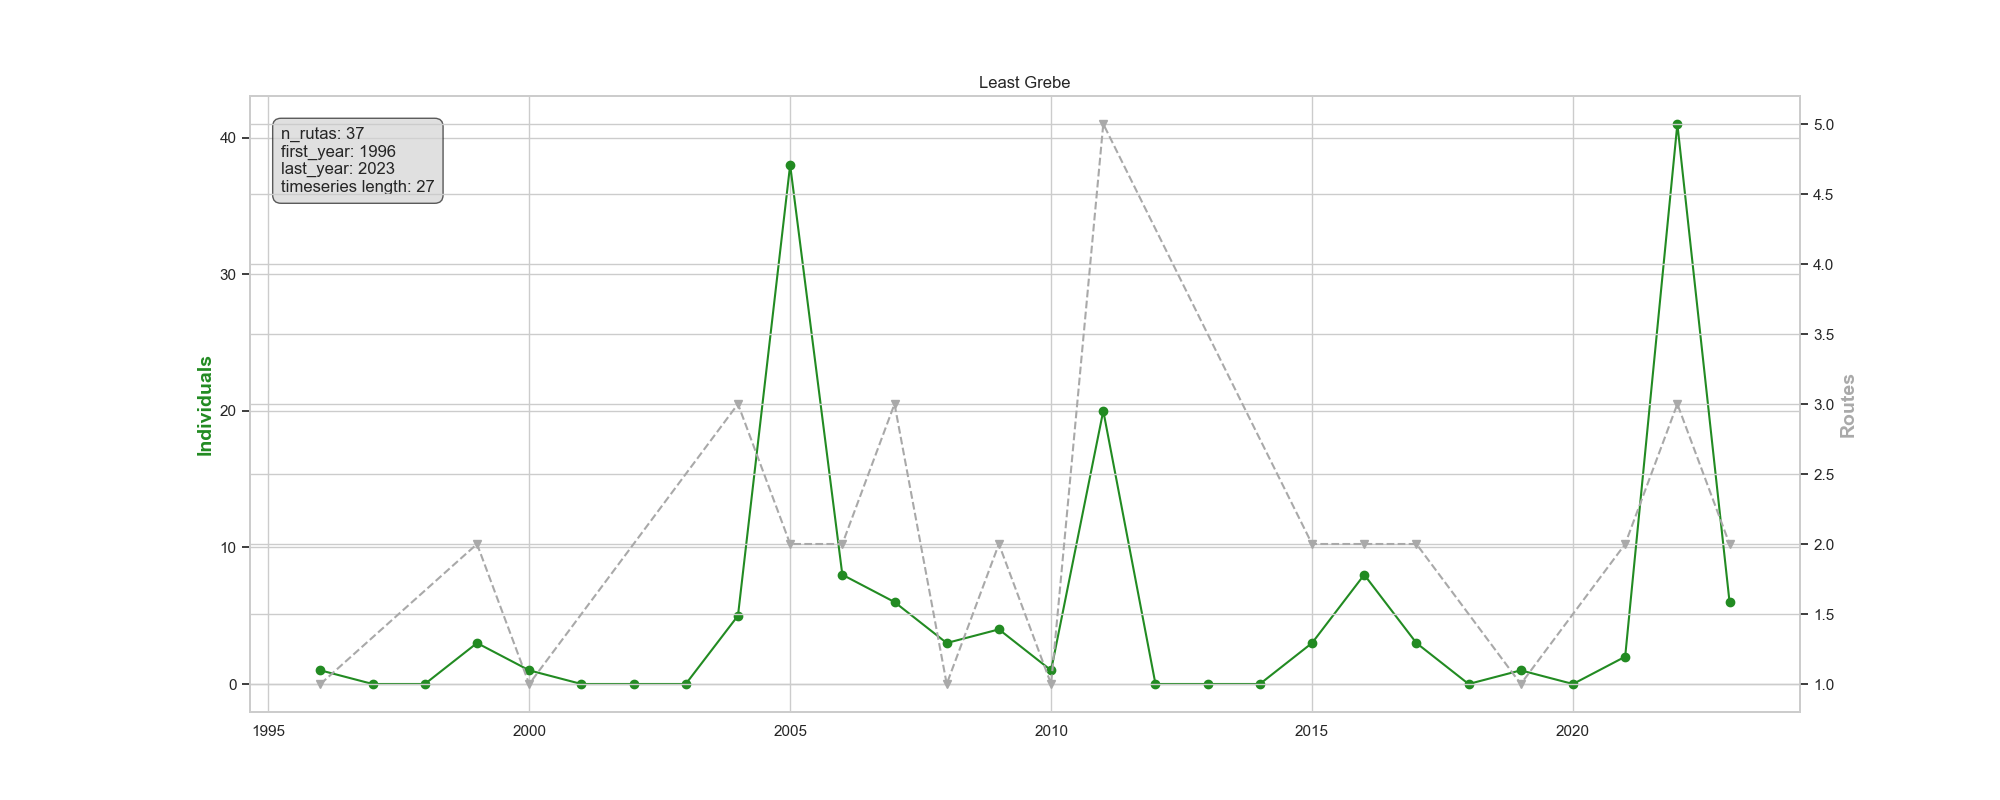 Least Grebe
n_rutas: 37
first_year: 1996
last_year: 2023
timeseries length: 27
40
30
20
10
0
Individuals
5.0
4.5
4.0
3.5
3.0
2.5
2.0
1.5
1.0
Routes
1995
2000
2005
2010
2015
2020